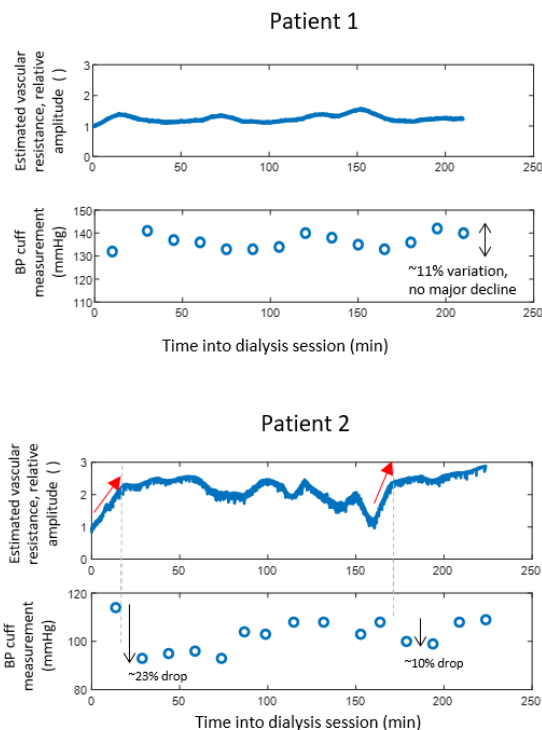 Patient 1
Estimated vascular
resistance, relative
amplitude ( )
3
2
1
0
0
50
100
150
200
250
BP cuff
measurement
(mmHg)
150
140
130
120
110
0
50
100
150
200
250
~11% variation,
no major decline
Time into dialysis session (min)
Patient 2
Estimated vascular
resistance, relative
amplitude ( )
3
2
1
0
0
50
100
150
200
250
BP cuff
measurement
(mmHg)
120
100
80
0
50
100
150
200
250
~23% drop
~10% drop
Time into dialysis session (min)